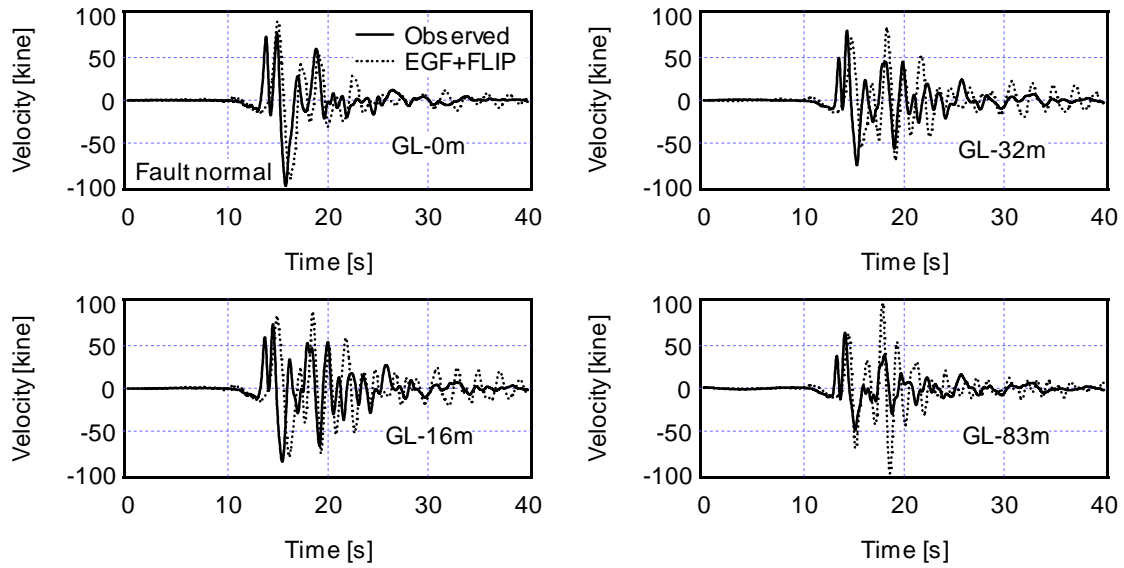 Velocity [kine]
100
50
0
-50
-100
Observed
EGF+FLIP
GL-0m
Fault normal
0 10 20 30 40
Time [s]
Velocity [kine]
100
50
0
-50
-100
GL-32m
0 10 20 30 40
Time [s]
Velocity [kine]
100
50
0
-50
-100
GL-16m
0 10 20 30 40
Time [s]
Velocity [kine]
100
50
0
-50
-100
GL-83m
0 10 20 30 40
Time [s]